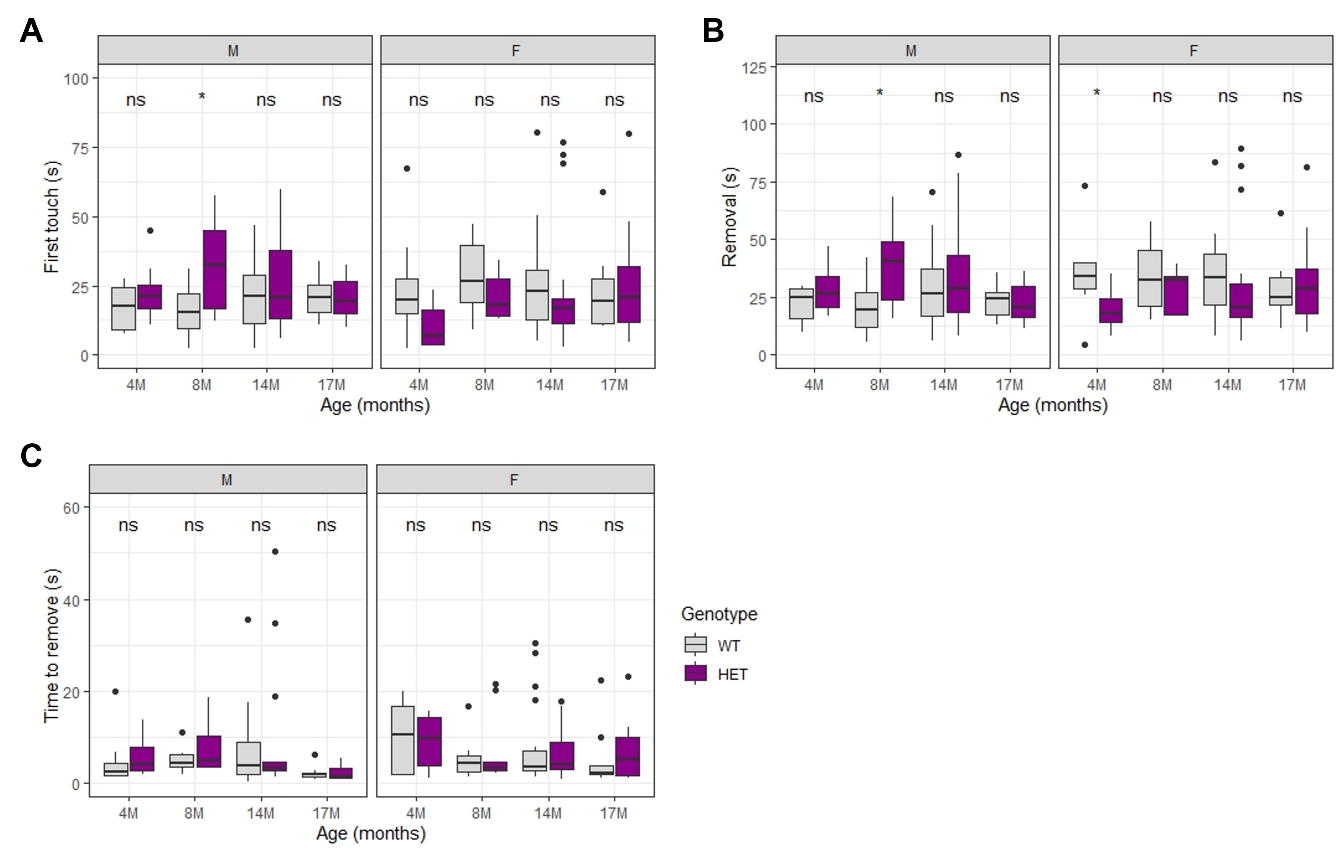 A
M
F
First touch (s)
100
75
50
25
0
ns * ns ns
ns ns ns ns
4M 8M 14M 17M
4M 8M 14M 17M
Age (months)
B
M
F
Removal (s)
125
100
75
50
25
0
ns * ns ns
* ns ns ns
4M 8M 14M 17M
4M 8M 14M 17M
Age (months)
C
M
F
Time to remove (s)
60
40
20
0
ns ns ns ns
ns ns ns ns
4M 8M 14M 17M
4M 8M 14M 17M
Age (months)
Genotype
WT
HET